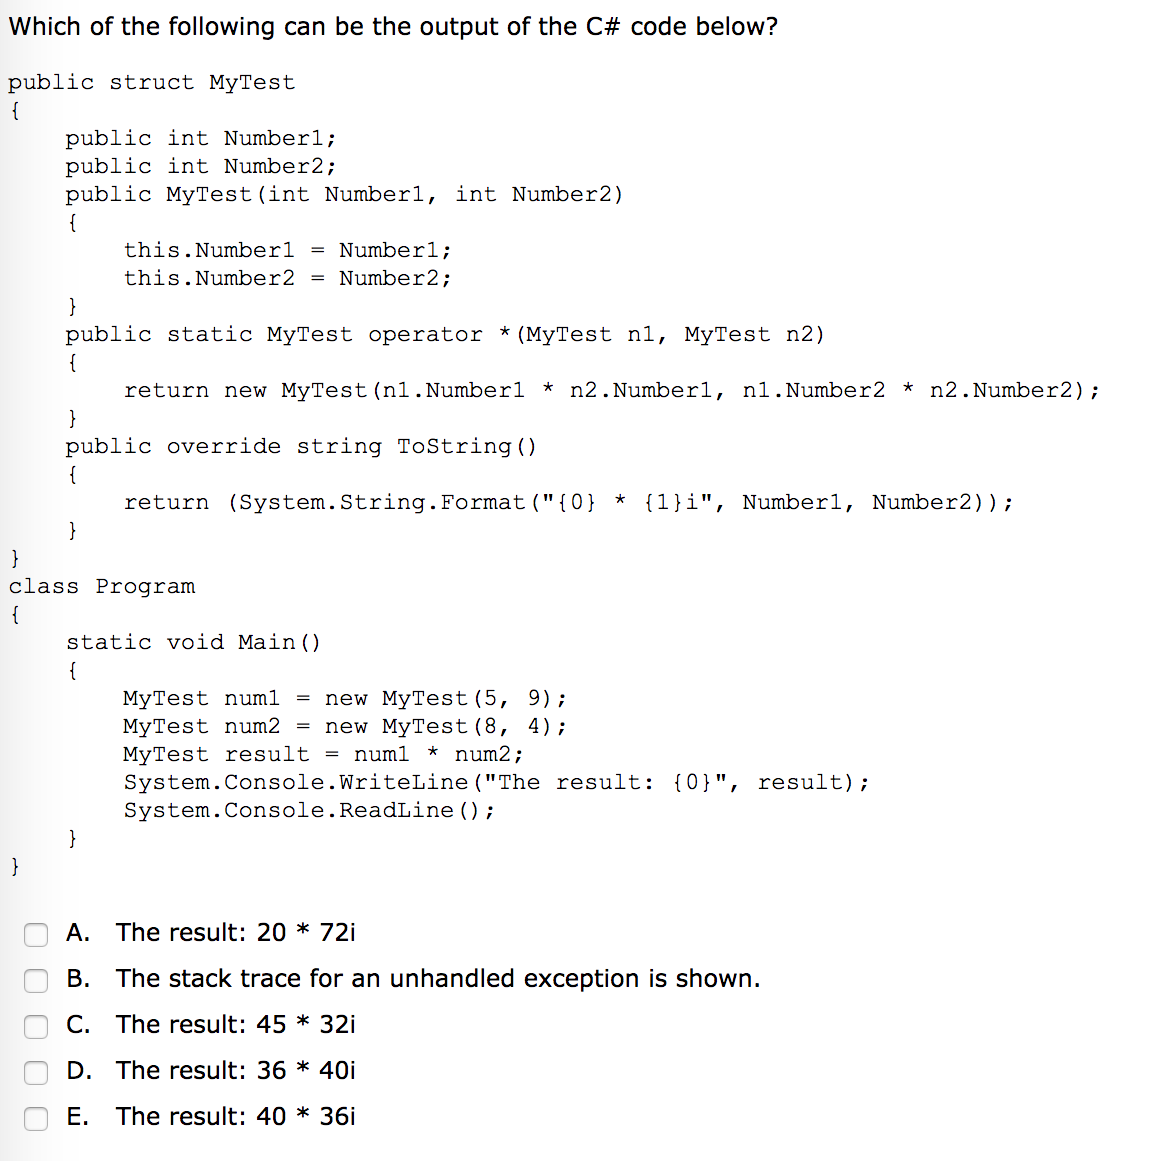 Which of the following can be the output of the C# code below?
public struct MyTest
{
    public int Number1;
    public int Number2;
    public MyTest(int Number1, int Number2)
    {
        this.Number1 = Number1;
        this.Number2 = Number2;
    }
    public static MyTest operator *(MyTest n1, MyTest n2)
    {
        return new MyTest(n1.Number1 * n2.Number1, n1.Number2 * n2.Number2);
    }
    public override string ToString()
    {
        return (System.String.Format("{0} * {1}i", Number1, Number2));
    }
}
class Program
{
    static void Main()
    {
        MyTest num1 = new MyTest(5, 9);
        MyTest num2 = new MyTest(8, 4);
        MyTest result = num1 * num2;
        System.Console.WriteLine("The result: {0}", result);
        System.Console.ReadLine();
    }
}
A. The result: 20 * 72i
B. The stack trace for an unhandled exception is shown.
C. The result: 45 * 32i
D. The result: 36 * 40i
E. The result: 40 * 36i